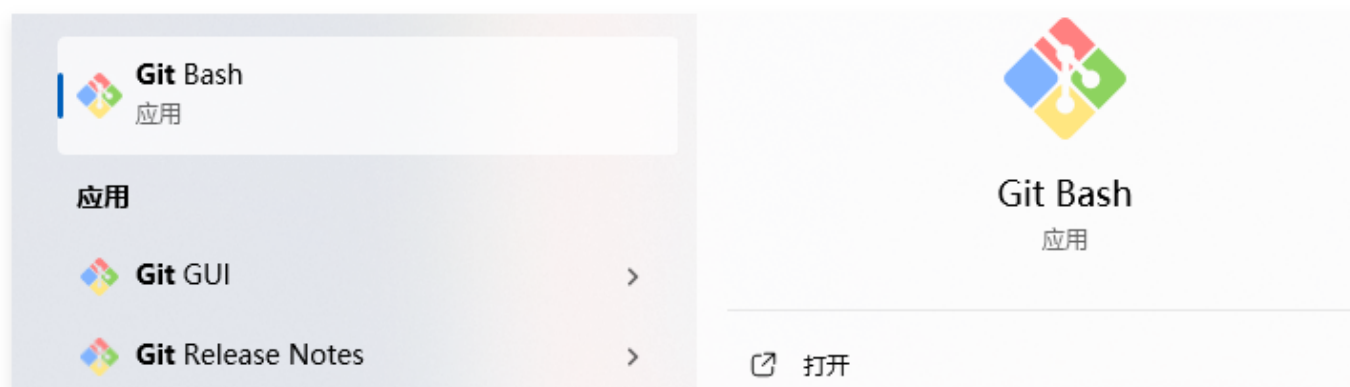 Git Bash
应用
应用
Git GUI
Git Release Notes
Git Bash
应用
打开